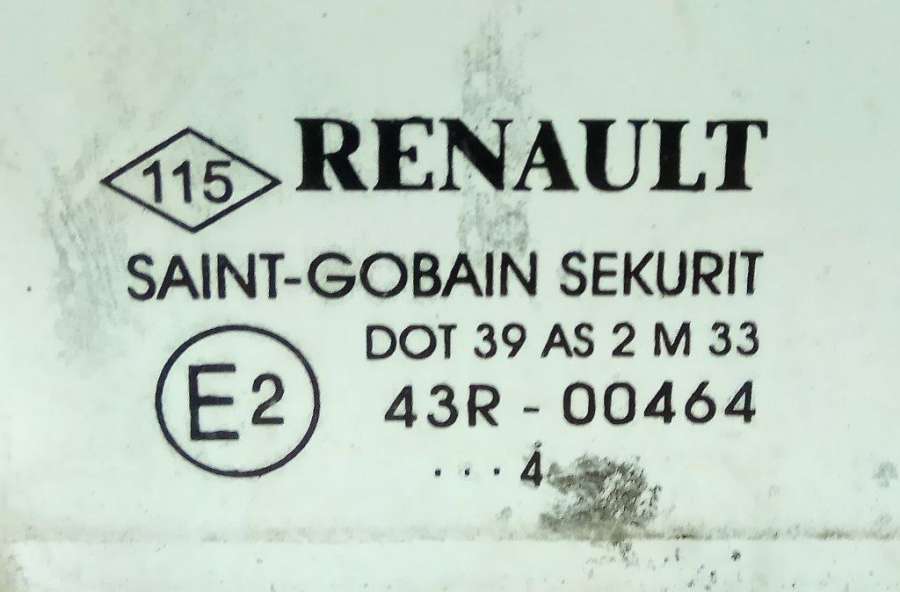 115 RENAULT
SAINT-GOBAIN SEKURIT
DOT 39 AS 2 M 33
E2 43R - 00464
... 4